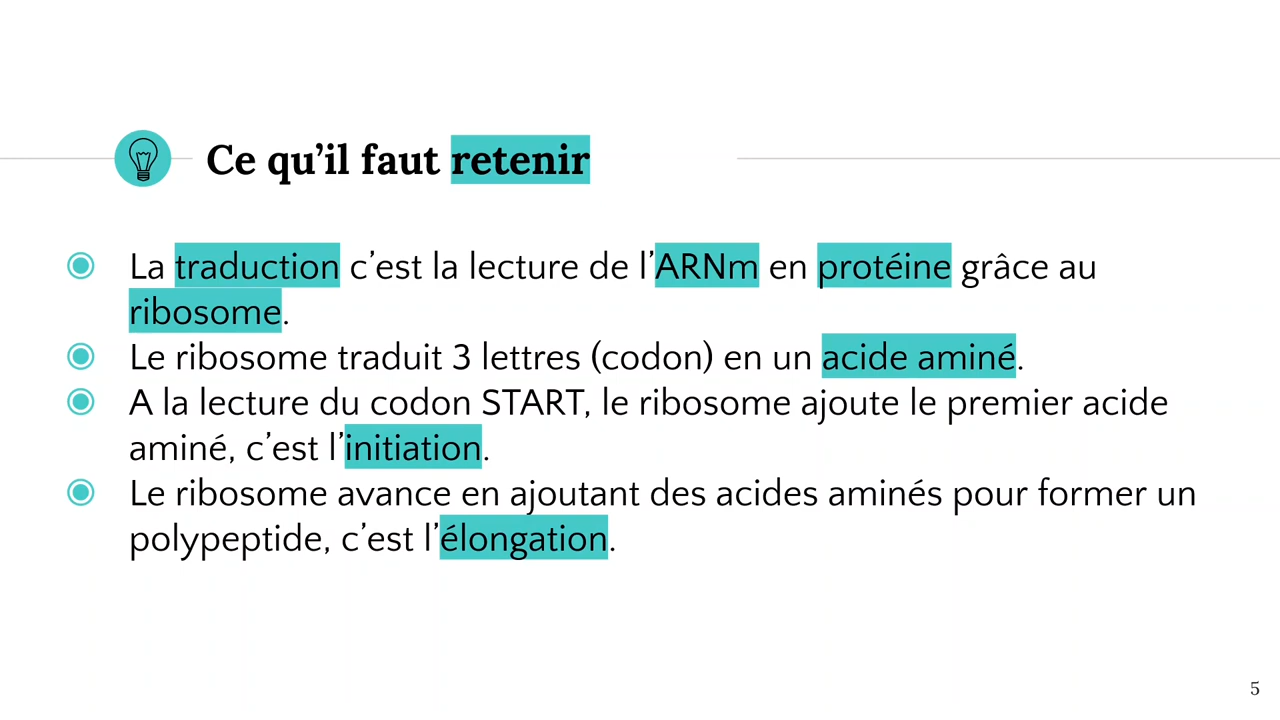 Ce qu’il faut retenir
La traduction c’est la lecture de l’ARNm en protéine grâce au
ribosome.
Le ribosome traduit 3 lettres (codon) en un acide aminé.
A la lecture du codon START, le ribosome ajoute le premier acide
aminé, c’est l’initiation.
Le ribosome avance en ajoutant des acides aminés pour former un
polypeptide, c’est l’élongation.
5